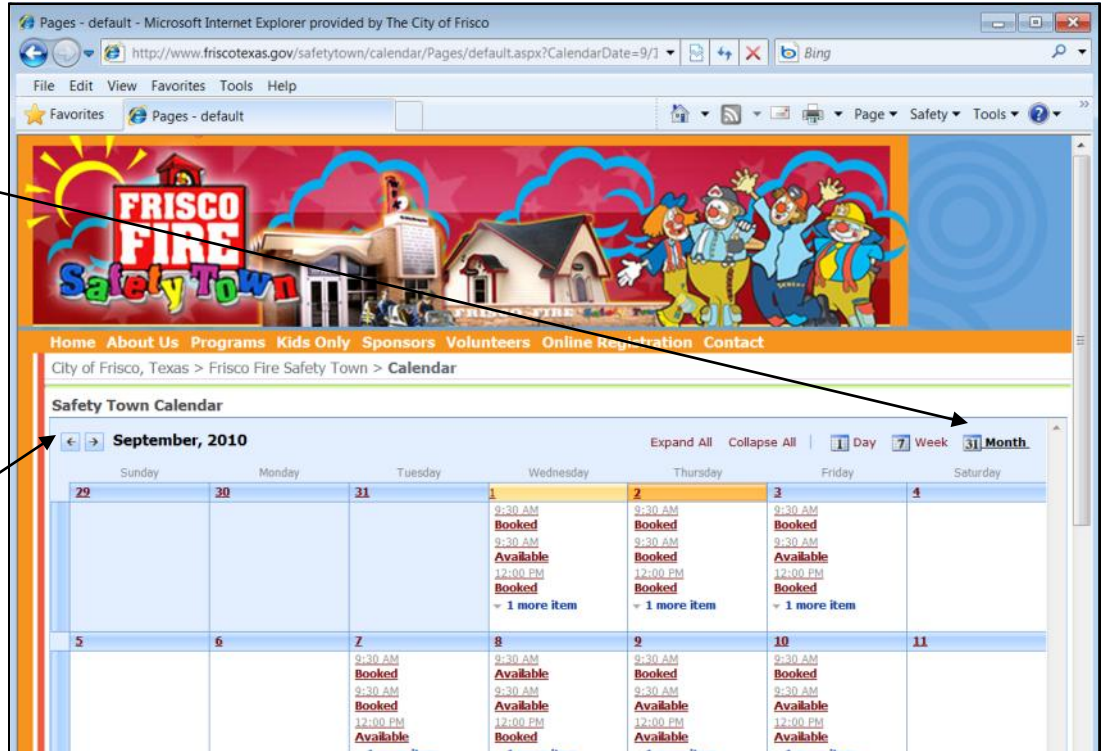 Pages - default - Microsoft Internet Explorer provided by The City of Frisco
http://www.friscotexas.gov/safetytown/calendar/Pages/default.aspx?CalendarDate=9/1 Bing
File Edit View Favorites Tools Help
Favorites Pages - default Page Safety Tools
FRISCO
FIRE
Safety Town
FRISCO FIRE Safety Town
Home About Us Programs Kids Only Sponsors Volunteers Online Registration Contact
City of Frisco, Texas > Frisco Fire Safety Town > Calendar
Safety Town Calendar
September, 2010 Expand All Collapse All 1 Day 7 Week 31 Month
Sunday Monday Tuesday Wednesday Thursday Friday Saturday
29 30 31 1 2 3 4
9:30 AM 9:30 AM 9:30 AM
Booked Booked Booked
9:30 AM 9:30 AM 9:30 AM
Available Booked Available
12:00 PM 12:00 PM 12:00 PM
Booked Booked Booked
1 more item 1 more item 1 more item
5 6 7 8 9 10 11
9:30 AM 9:30 AM 9:30 AM 9:30 AM
Booked Available Booked Booked
9:30 AM 9:30 AM 9:30 AM 9:30 AM
Booked Available Available Available
12:00 PM 12:00 PM 12:00 PM 12:00 PM
Available Booked Available Available